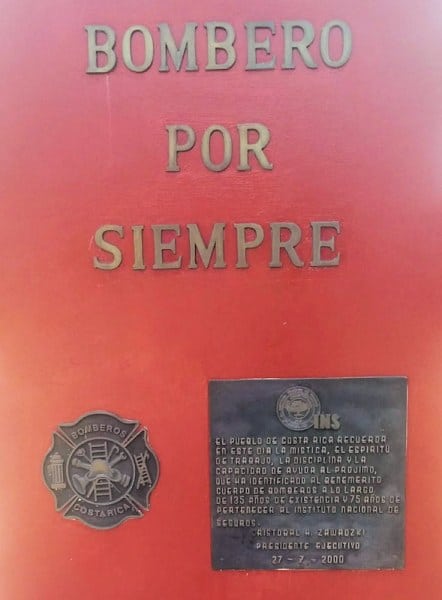 BOMBERO
POR
SIEMPRE
BOMBEROS
COSTA RICA
INS
EL PUEBLO DE COSTA RICA RECUERDA
EN ESTE DIA LA MISTICA, EL ESPIRITU
DE TRABAJO, LA DISCIPLINA Y LA
CAPACIDAD DE AYUDA AL PROJIMO,
QUE HA IDENTIFICADO AL BENEMERITO
CUERPO DE BOMBEROS A LO LARGO
DE 135 AÑOS DE EXISTENCIA Y 75 AÑOS DE
PERTENECER AL INSTITUTO NACIONAL DE
SEGUROS.
CRISTOBAL A. ZAWADZKI
PRESIDENTE EJECUTIVO
27 - 7 - 2000